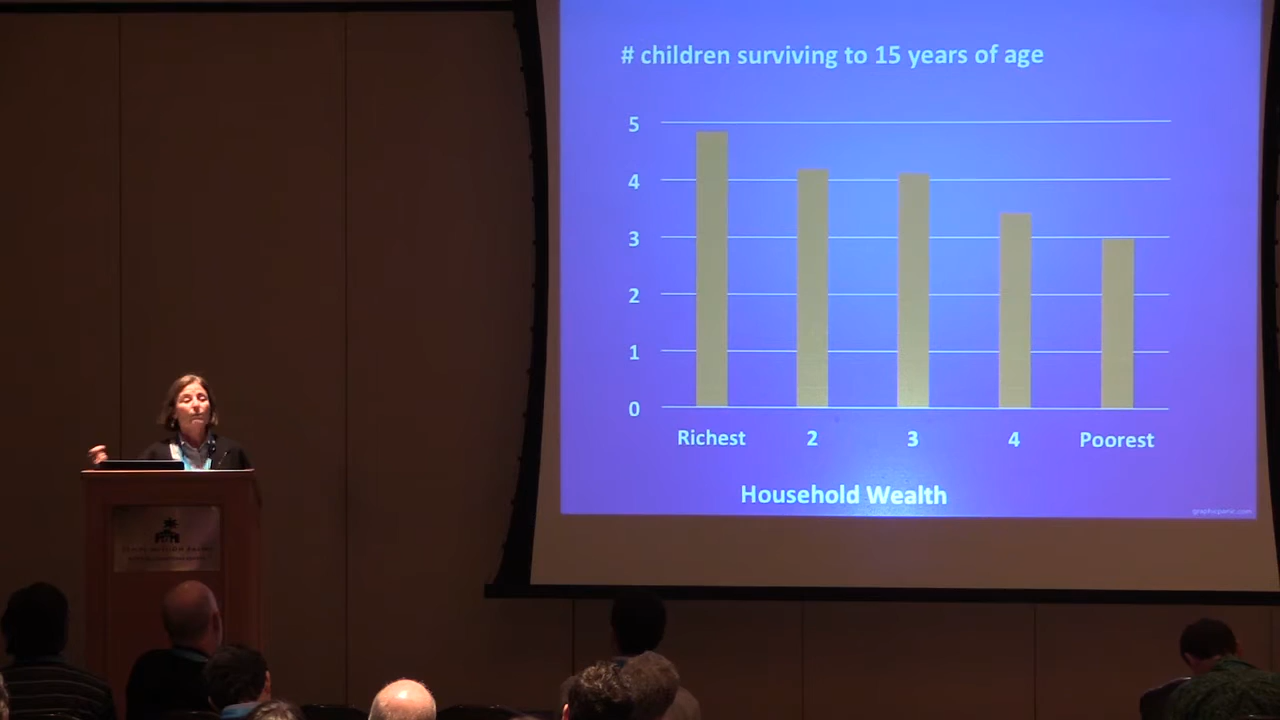 # children surviving to 15 years of age
5
4
3
2
1
0
Richest 2 3 4 Poorest
Household Wealth